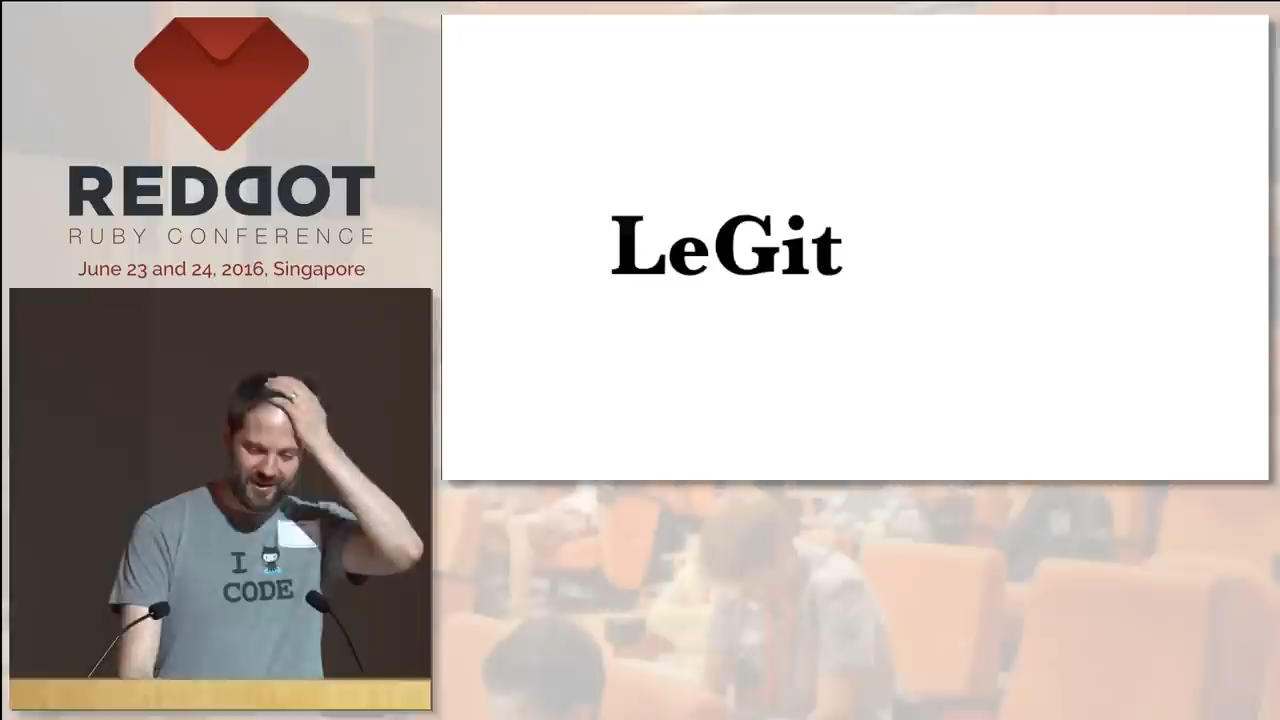 REDDOT
RUBY CONFERENCE
June 23 and 24, 2016, Singapore
LeGit
I
CODE